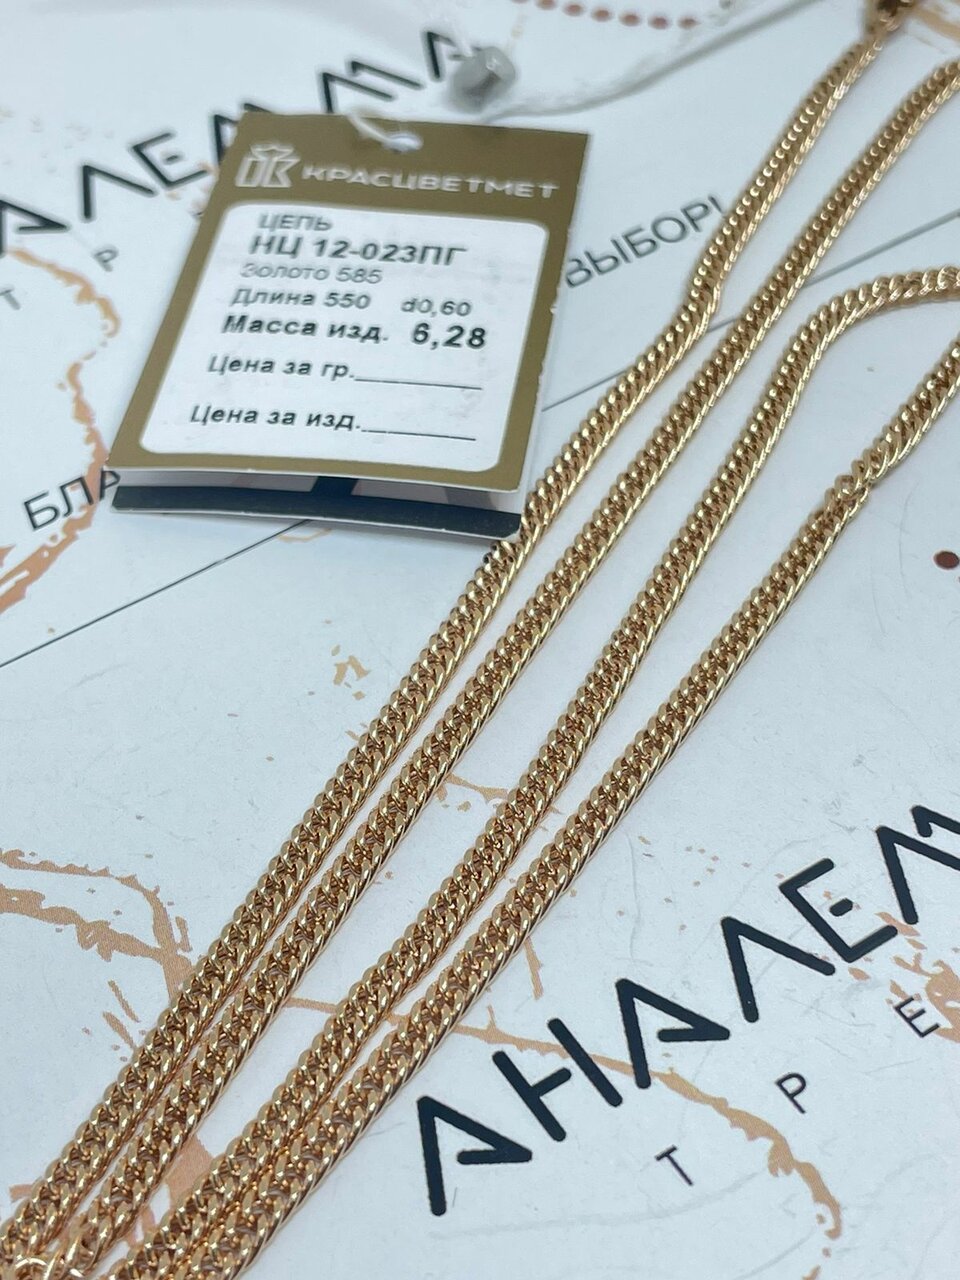 АНАЛЕММА
Т Р
КРАСЦВЕТМЕТ
ЦЕПЬ
НЦ 12-023ПГ
Золото 585
Длина 550 d0,60
Масса изд. 6,28
Цена за гр.
Цена за изд.
ВЫБОР!
БЛА
АНАЛЕМ
Т Р Е